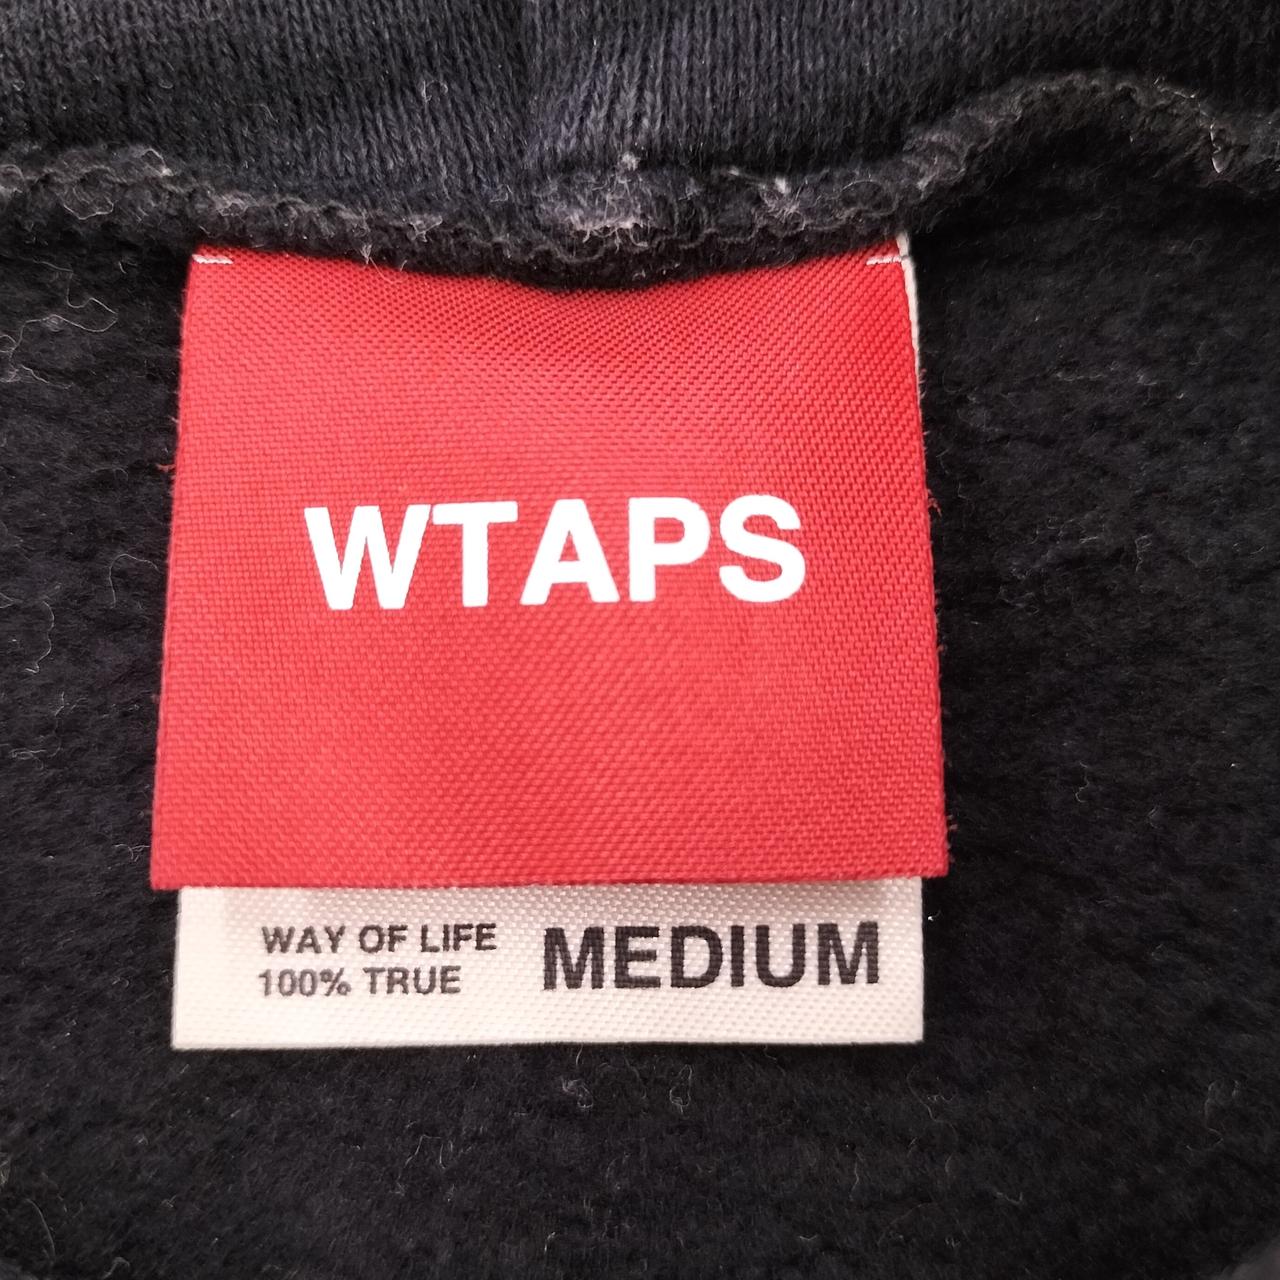 WTAPS
WAY OF LIFE
100% TRUE
MEDIUM